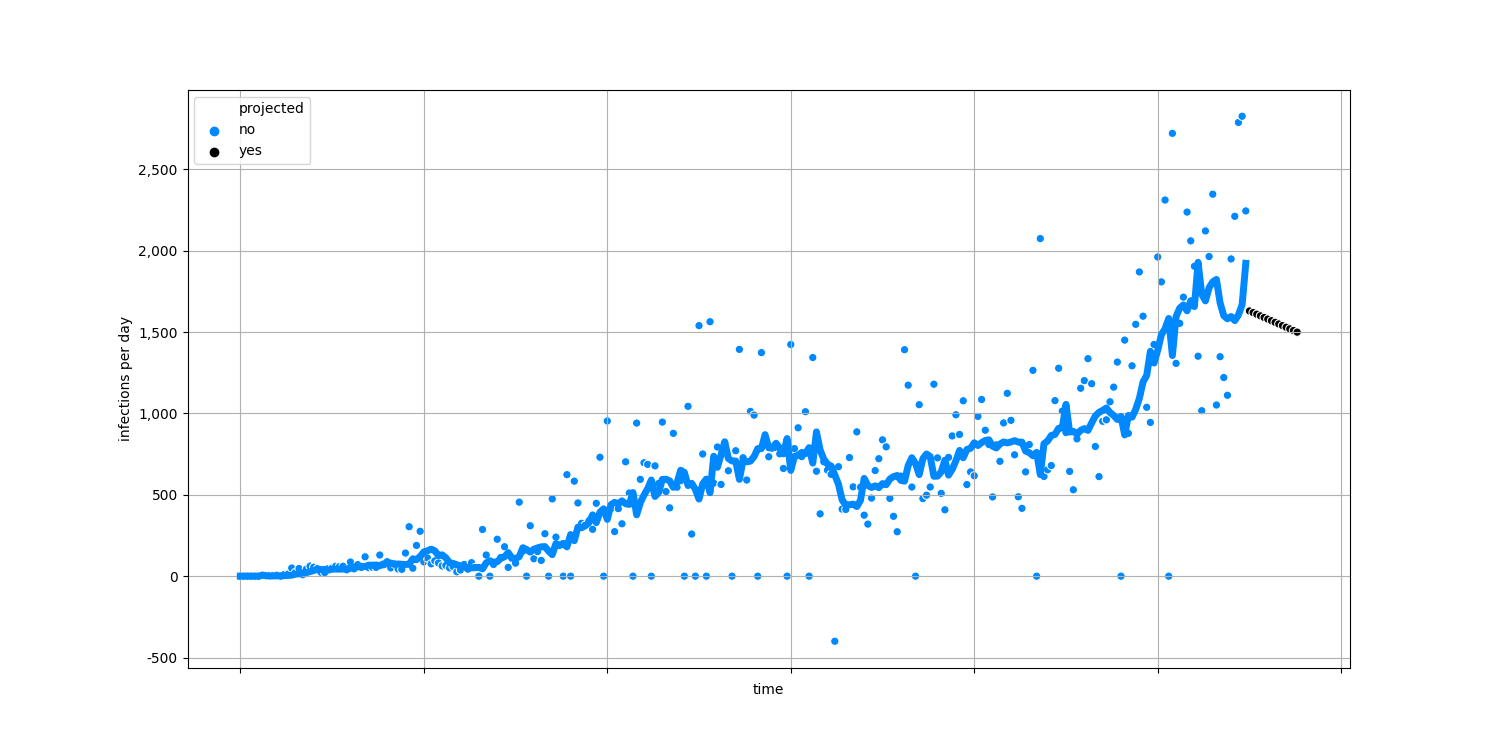 projected
no
yes
2,500
2,000
1,500
1,000
500
0
-500
infections per day
time